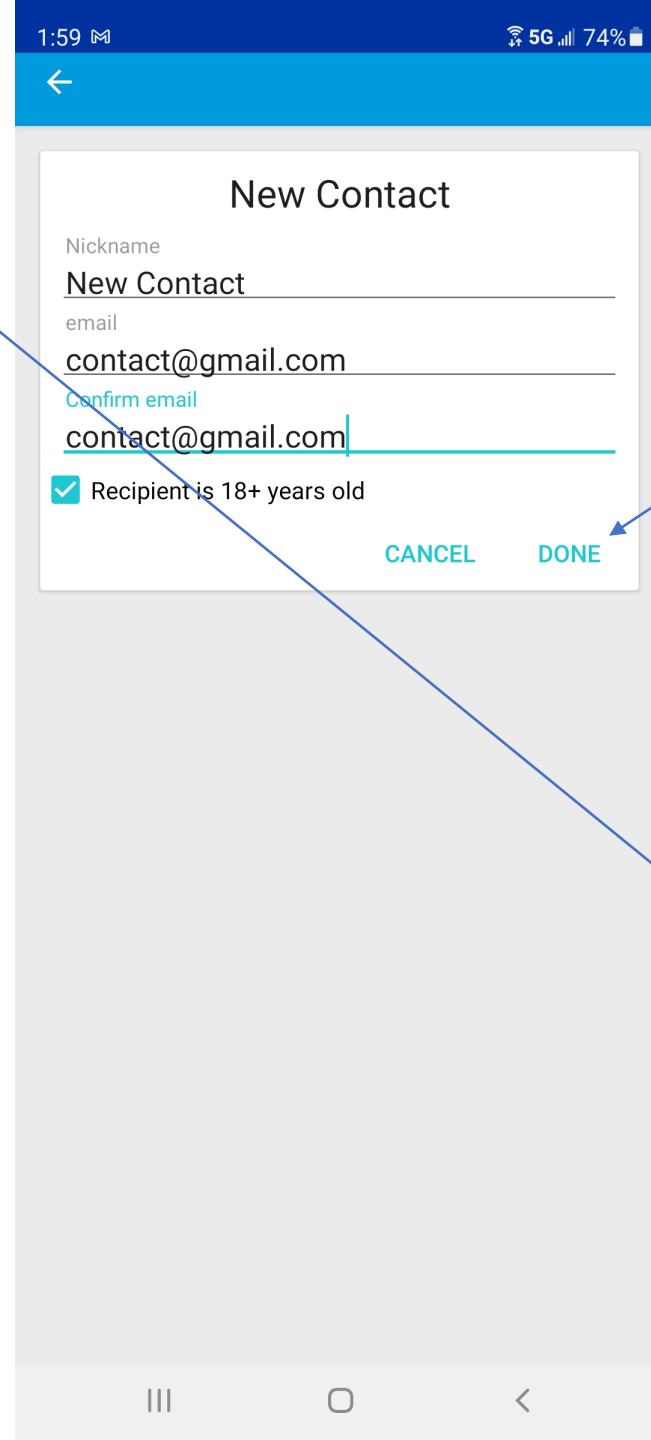 1:59 5G 74%
New Contact
Nickname
New Contact
email
contact@gmail.com
Confirm email
contact@gmail.com
Recipient is 18+ years old
CANCEL DONE